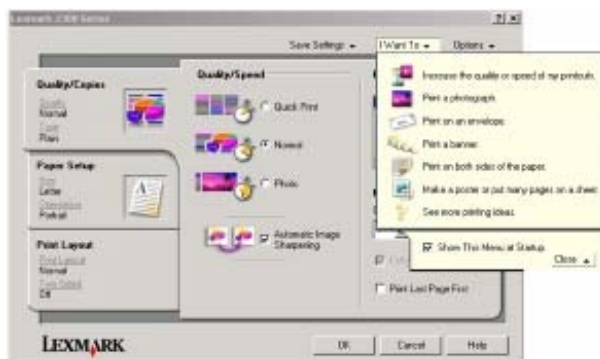 Save Settings
I Want To
Options
Quality/Copies
Quality
Normal
Type
Plain
Paper Setup
Size
Letter
Orientation
Portrait
Print Layout
Print Layout
Normal
Two Sided
Off
Quality/Speed
Quick Print
Normal
Photo
Automatic Image
Sharpening
Increase the quality or speed of my printouts.
Print a photograph.
Print on an envelope.
Print a banner.
Print on both sides of the paper.
Make a poster or put many pages on a sheet.
See more printing ideas.
Show This Menu at Startup.
Close
Print Last Page First
LEXMARK
OK
Cancel
Help